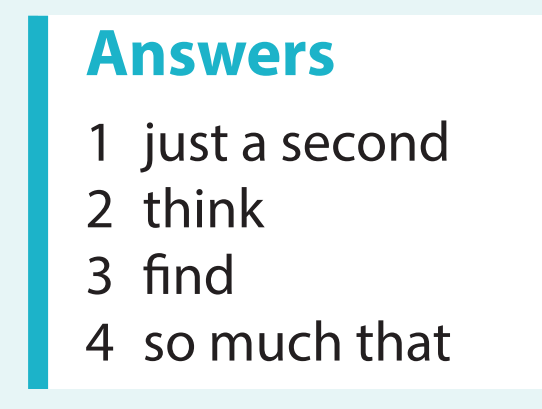 Answers
1 just a second
2 think
3 find
4 so much that